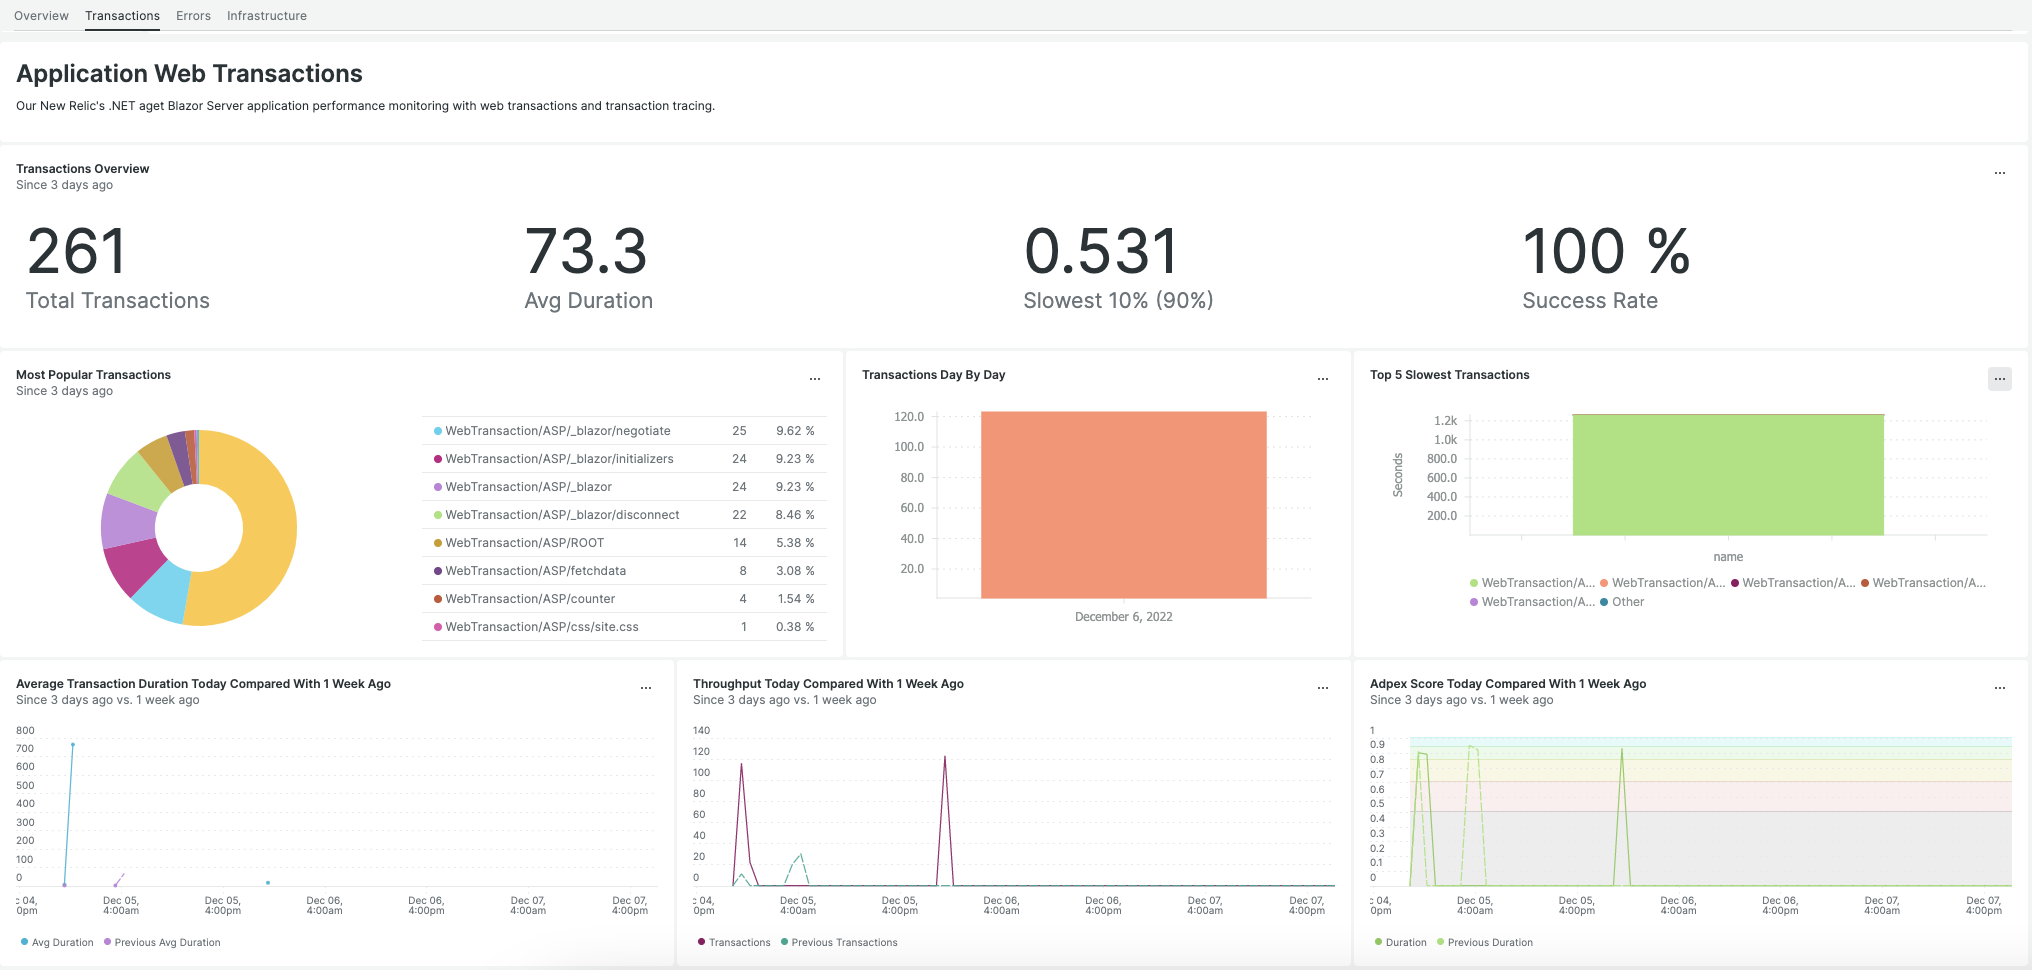 Overview Transactions Errors Infrastructure
Application Web Transactions
Our New Relic's .NET aget Blazor Server application performance monitoring with web transactions and transaction tracing.
Transactions Overview
Since 3 days ago
...
261
Total Transactions
73.3
Avg Duration
0.531
Slowest 10% (90%)
100 %
Success Rate
Most Popular Transactions
Since 3 days ago
...
WebTransaction/ASP/_blazor/negotiate 25 9.62 %
WebTransaction/ASP/_blazor/initializers 24 9.23 %
WebTransaction/ASP/_blazor 24 9.23 %
WebTransaction/ASP/_blazor/disconnect 22 8.46 %
WebTransaction/ASP/ROOT 14 5.38 %
WebTransaction/ASP/fetchdata 8 3.08 %
WebTransaction/ASP/counter 4 1.54 %
WebTransaction/ASP/css/site.css 1 0.38 %
Transactions Day By Day
...
120.0
100.0
80.0
60.0
40.0
20.0
December 6, 2022
Top 5 Slowest Transactions
...
Seconds
1.2k
1.0k
800.0
600.0
400.0
200.0
name
WebTransaction/A... WebTransaction/A... WebTransaction/A... WebTransaction/A...
WebTransaction/A... Other
Average Transaction Duration Today Compared With 1 Week Ago
Since 3 days ago vs. 1 week ago
...
800
700
600
500
400
300
200
100
0
c 04, Dec 05, Dec 05, Dec 06, Dec 06, Dec 07, Dec 07,
0pm 4:00am 4:00pm 4:00am 4:00pm 4:00am 4:00pm
Avg Duration Previous Avg Duration
Throughput Today Compared With 1 Week Ago
Since 3 days ago vs. 1 week ago
...
140
120
100
80
60
40
20
0
c 04, Dec 05, Dec 05, Dec 06, Dec 06, Dec 07, Dec 07,
0pm 4:00am 4:00pm 4:00am 4:00pm 4:00am 4:00pm
Transactions Previous Transactions
Adpex Score Today Compared With 1 Week Ago
Since 3 days ago vs. 1 week ago
...
1
0.9
0.8
0.7
0.6
0.5
0.4
0.3
0.2
0.1
0
c 04, Dec 05, Dec 05, Dec 06, Dec 06, Dec 07, Dec 07,
0pm 4:00am 4:00pm 4:00am 4:00pm 4:00am 4:00pm
Duration Previous Duration